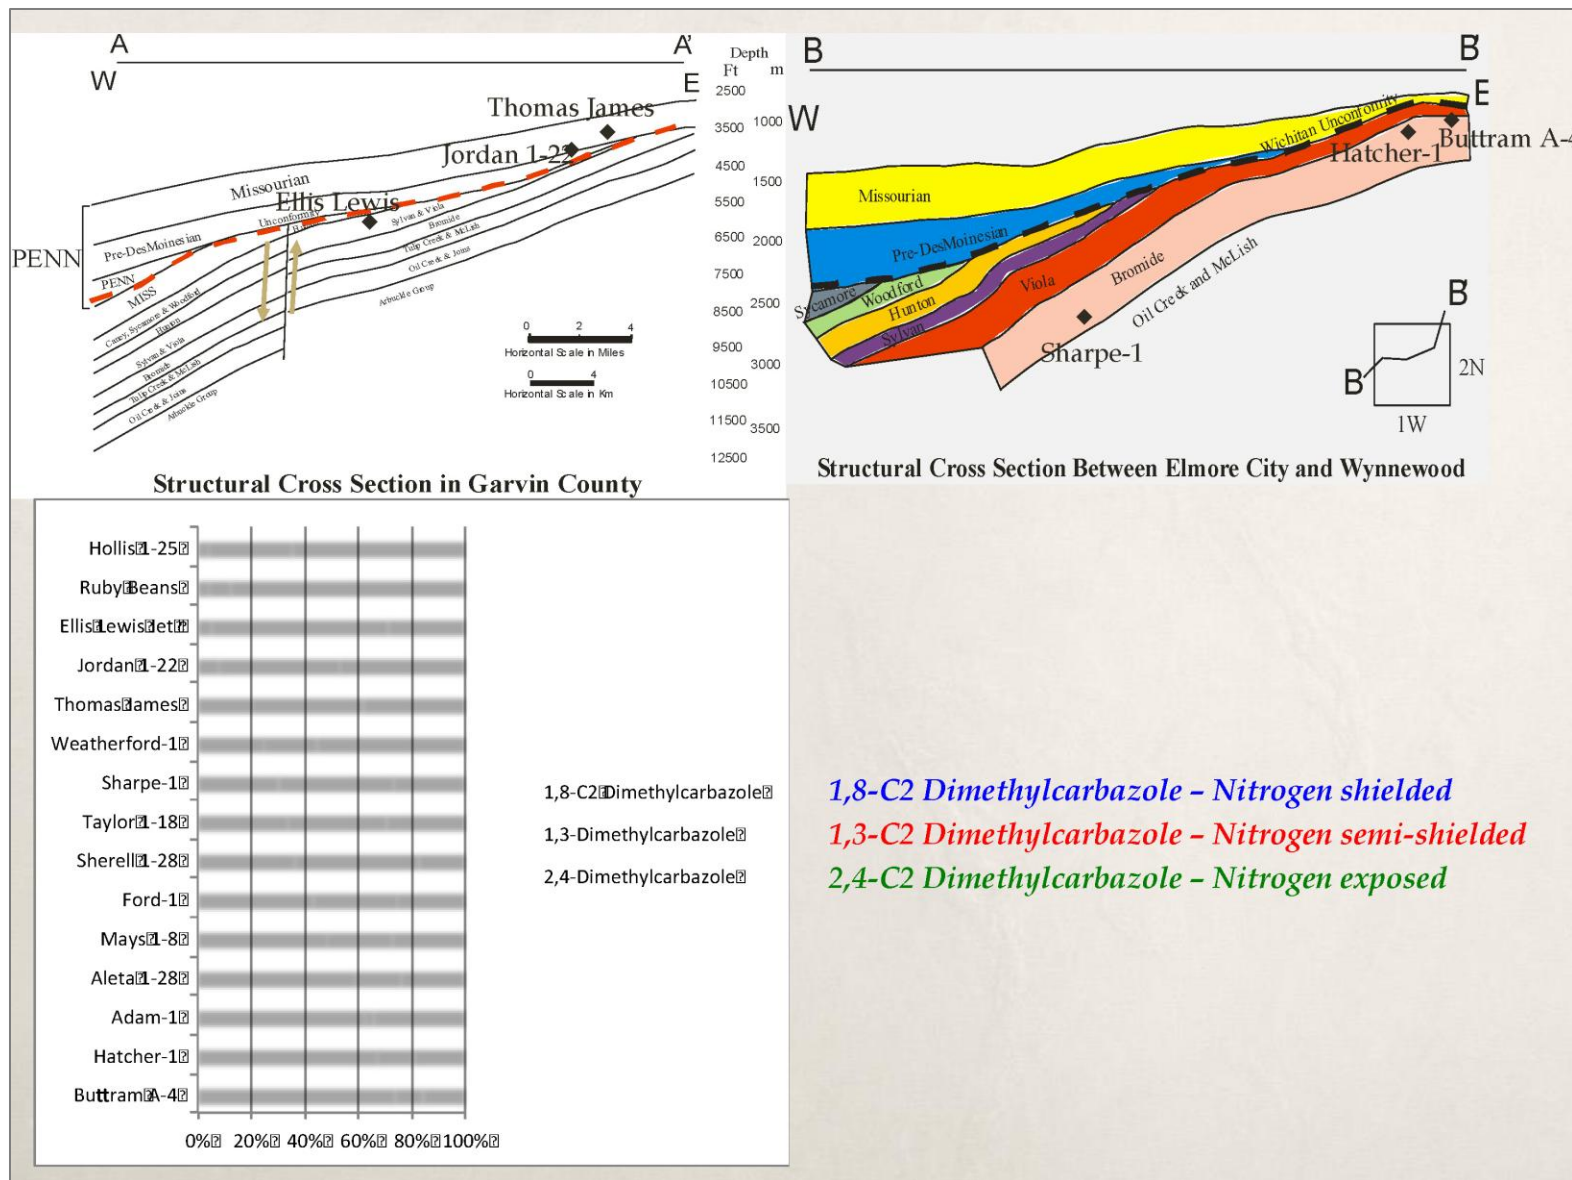 A
A'
W
E
Thomas James
Jordan 1-22
Ellis Lewis
Missourian
Unconformity
Pre-DesMoinesian
PENN
PENN
MISS
Sylvan & Viola
Bromide
Tulip Creek & McLish
Oil Creek & Joins
Arbuckle Group
Caney, Sycamore & Woodford
Hunton
Sylvan & Viola
Bromide
Tulip Creek & McLish
Oil Creek & Joins
Arbuckle Group
0 2 4
Horizontal Scale in Miles
0 4
Horizontal Scale in Km
Depth
Ft m
2500
3500 1000
4500
1500
5500
6500 2000
7500
2500
8500
9500
3000
10500
11500
3500
12500
Structural Cross Section in Garvin County
B
B'
W
E
Wichitan Unconformity
Buttram A-4
Hatcher-1
Missourian
Pre-DesMoinesian
Sycamore
Woodford
Hunton
Sylvan
Viola
Bromide
Oil Creek and McLish
Sharpe-1
B'
B
2N
1W
Structural Cross Section Between Elmore City and Wynnewood
Hollis 1-25
Ruby Beans
Ellis Lewis Jet
Jordan 1-22
Thomas James
Weatherford-1
Sharpe-1
Taylor 1-18
Sherell 1-28
Ford-1
Mays 1-8
Aleta 1-28
Adam-1
Hatcher-1
Buttram A-4
0% 20% 40% 60% 80% 100%
1,8-C2 Dimethylcarbazole
1,3-Dimethylcarbazole
2,4-Dimethylcarbazole
1,8-C2 Dimethylcarbazole – Nitrogen shielded
1,3-C2 Dimethylcarbazole – Nitrogen semi-shielded
2,4-C2 Dimethylcarbazole – Nitrogen exposed